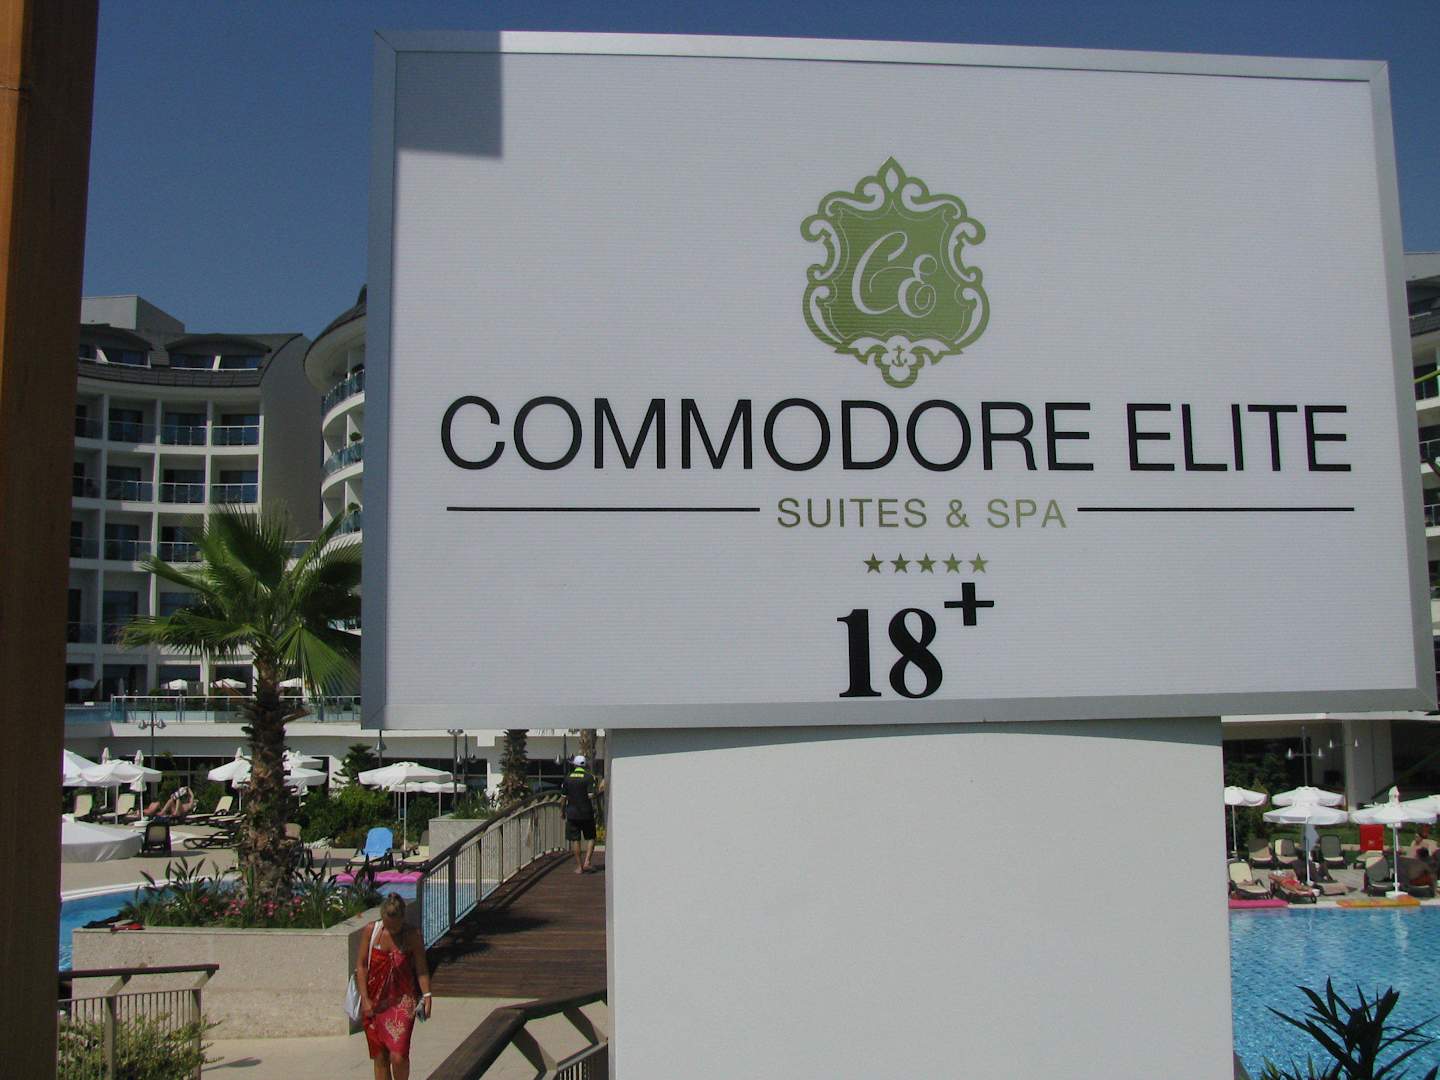 CE
COMMODORE ELITE
SUITES & SPA
18+